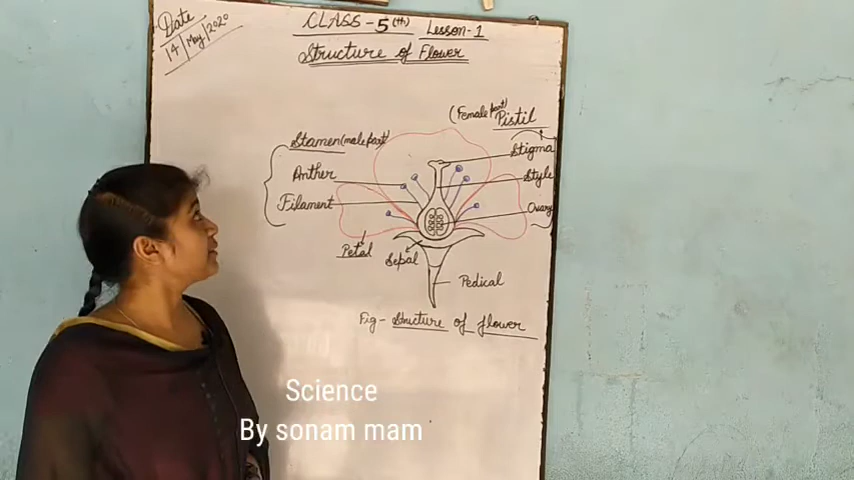 Date
14/May/2020
CLASS-5(th) Lesson-1
Structure of Flower
(Female part)
Pistil
Stamen (male part)
Stigma
Anther
Style
Filament
Ovary
Petal
Sepal
Pedical
Fig- Structure of flower
Science
By sonam mam